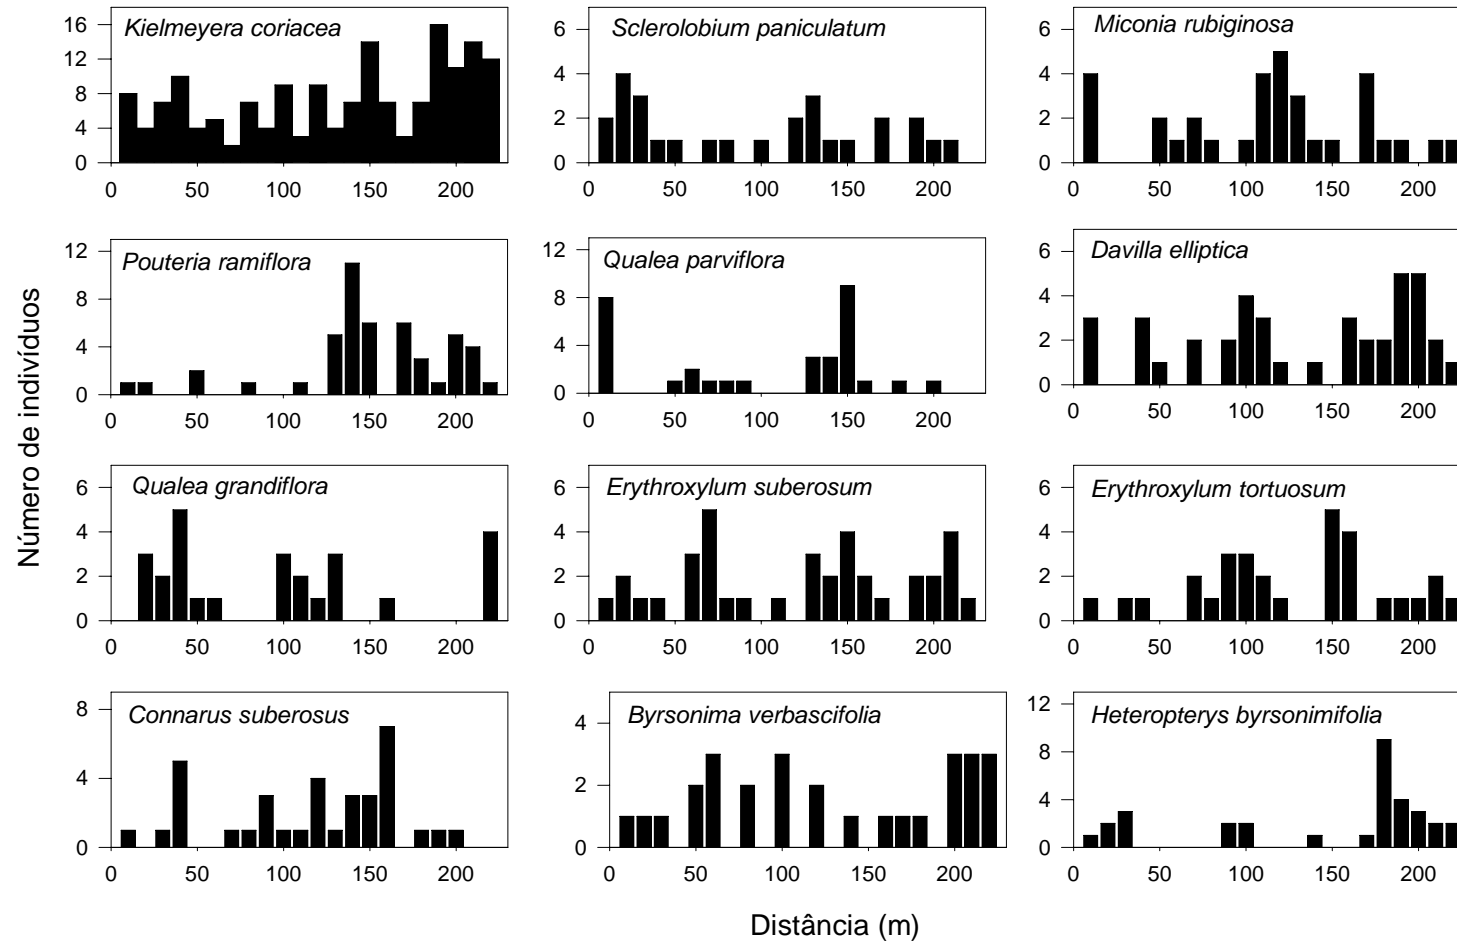 Número de indivíduos
Kielmeyera coriacea
16
12
8
4
0
0 50 100 150 200
Sclerolobium paniculatum
6
4
2
0
0 50 100 150 200
Miconia rubiginosa
6
4
2
0
0 50 100 150 200
Pouteria ramiflora
12
8
4
0
0 50 100 150 200
Qualea parviflora
12
8
4
0
0 50 100 150 200
Davilla elliptica
6
4
2
0
0 50 100 150 200
Qualea grandiflora
6
4
2
0
0 50 100 150 200
Erythroxylum suberosum
6
4
2
0
0 50 100 150 200
Erythroxylum tortuosum
6
4
2
0
0 50 100 150 200
Connarus suberosus
8
4
0
0 50 100 150 200
Byrsonima verbascifolia
4
2
0
0 50 100 150 200
Heteropterys byrsonimifolia
12
8
4
0
0 50 100 150 200
Distância (m)